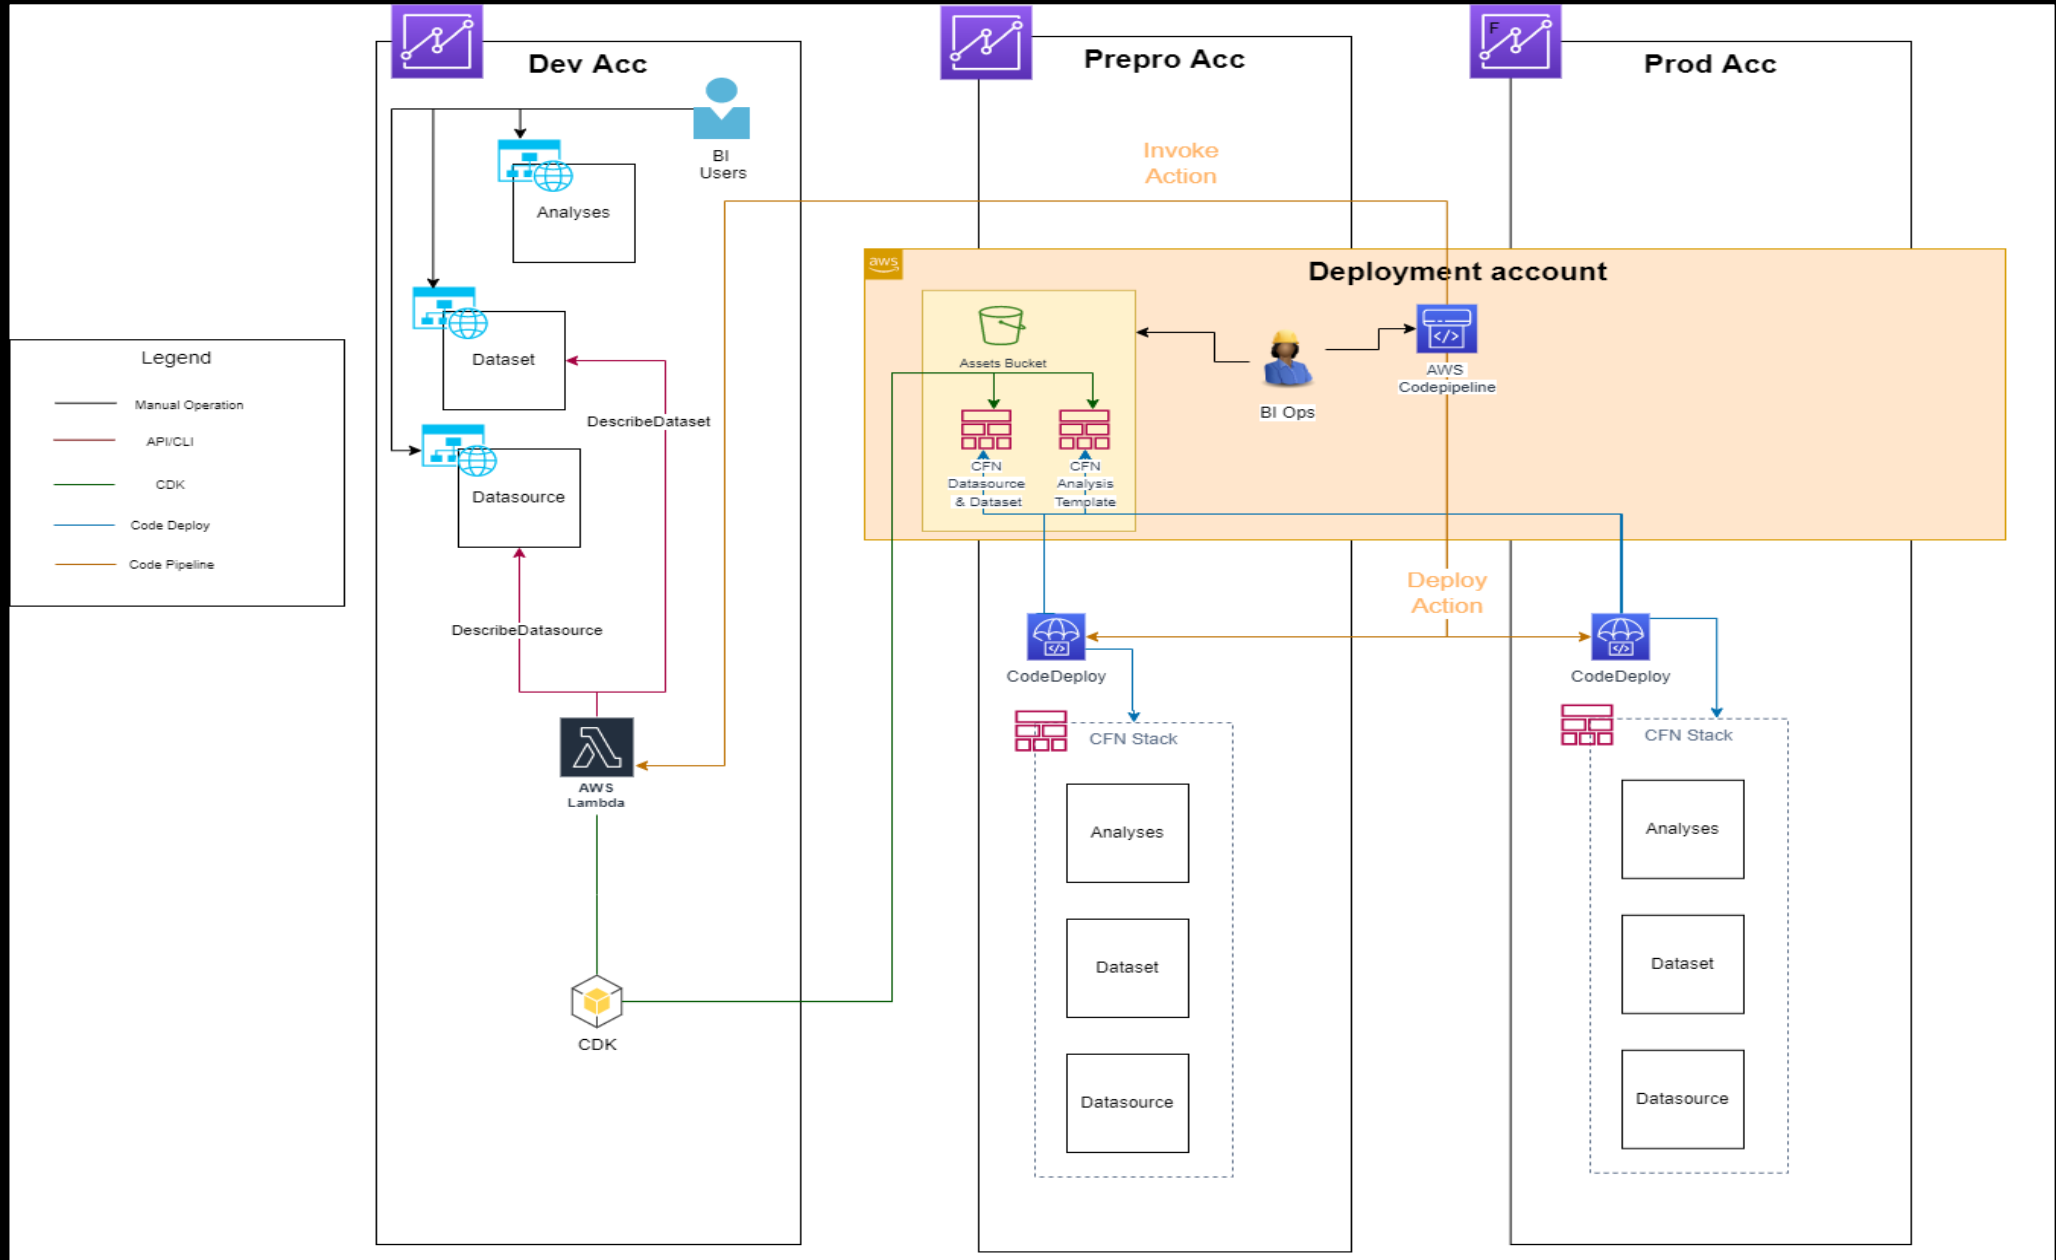 Dev Acc
Prepro Acc
F
Prod Acc
BI
Users
Analyses
Invoke
Action
aws
Deployment account
Legend
Manual Operation
API/CLI
CDK
Code Deploy
Code Pipeline
Dataset
DescribeDataset
Datasource
DescribeDatasource
AWS
Lambda
CDK
Assets Bucket
CFN
Datasource
& Dataset
CFN
Analysis
Template
BI Ops
AWS
Codepipeline
Deploy
Action
CodeDeploy
CFN Stack
Analyses
Dataset
Datasource
CodeDeploy
CFN Stack
Analyses
Dataset
Datasource